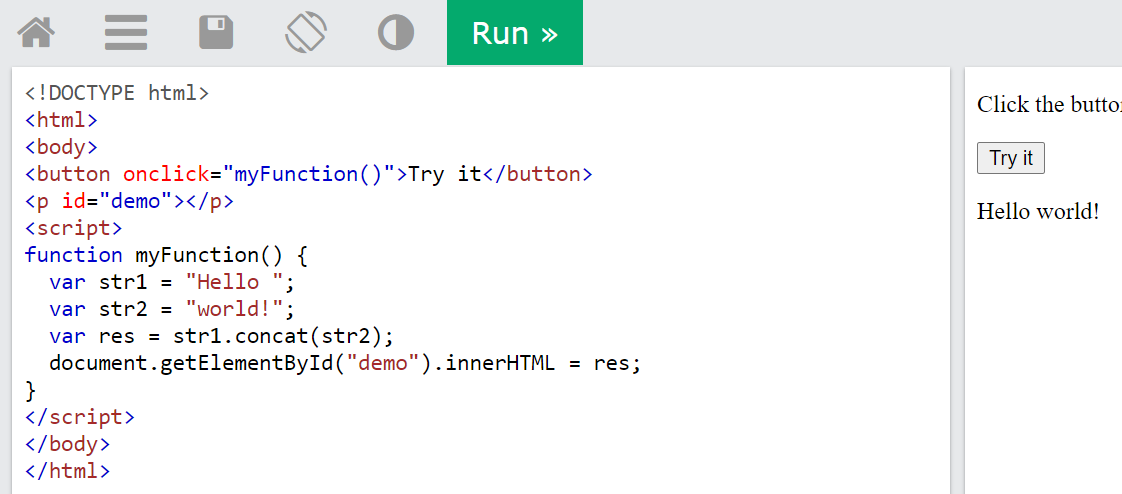 Run »
<!DOCTYPE html>
<html>
<body>
<button onclick="myFunction()">Try it</button>
<p id="demo"></p>
<script>
function myFunction() {
  var str1 = "Hello ";
  var str2 = "world!";
  var res = str1.concat(str2);
  document.getElementById("demo").innerHTML = res;
}
</script>
</body>
</html>
Click the
Try it
Hello world!